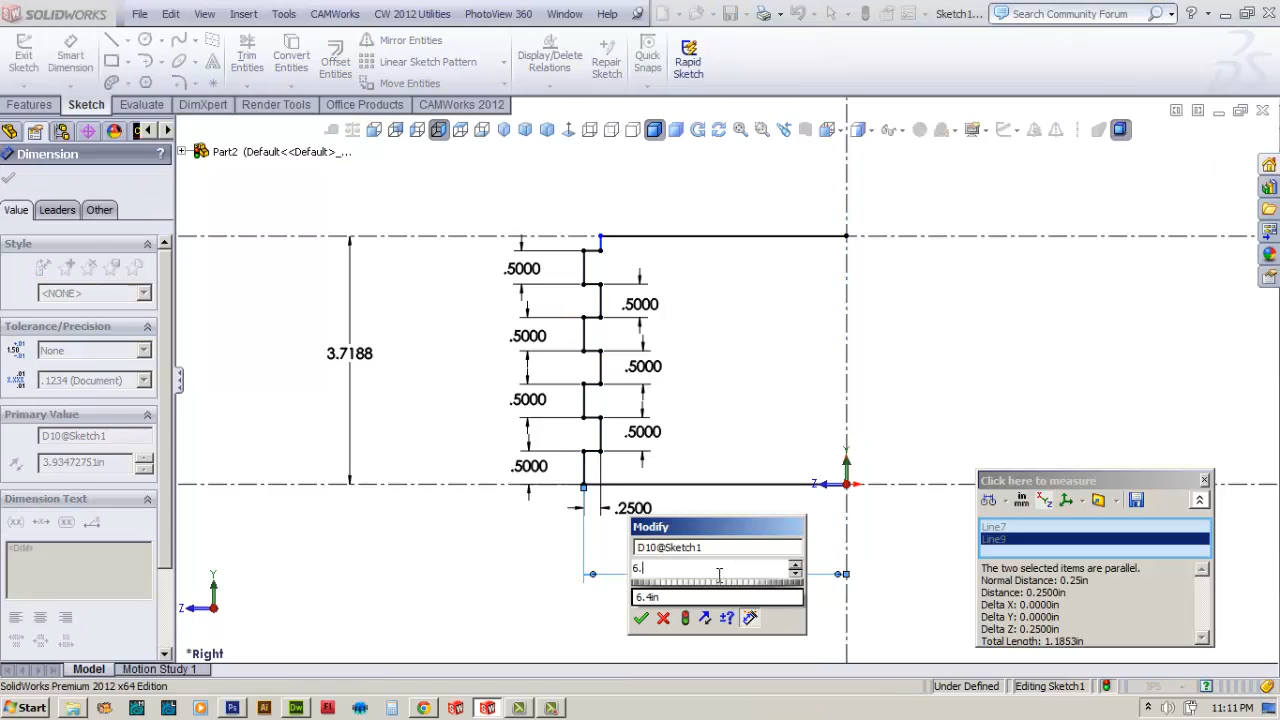 SOLIDWORKS File Edit View Insert Tools CAMWorks CW 2012 Utilities PhotoView 360 Window Help Sketch1... Search Community Forum
Exit Sketch
Smart Dimension
Trim Entities
Convert Entities
Offset Entities
Mirror Entities
Linear Sketch Pattern
Move Entities
Display/Delete Relations
Repair Sketch
Quick Snaps
Rapid Sketch
Features Sketch Evaluate DimXpert Render Tools Office Products CAMWorks 2012
Dimension ?
Part2 (Default<<Default>_...
Value Leaders Other
Style
<NONE>
Tolerance/Precision
None
.1234 (Document)
Primary Value
D10@Sketch1
3.93472751in
Dimension Text
<DIM>
3.7188
.5000
.5000
.5000
.5000
.5000
.5000
.5000
.2500
Modify
D10@Sketch1
6.
6.4in
Y
Z
Y
Z
*Right
Click here to measure
in
mm
Line7
Line9
The two selected items are parallel.
Normal Distance: 0.25in
Distance: 0.2500in
Delta X: 0.0000in
Delta Y: 0.0000in
Delta Z: 0.2500in
Total Length: 1.1853in
Model Motion Study 1
SolidWorks Premium 2012 x64 Edition Under Defined Editing Sketch1 IPS
Start 11:11 PM